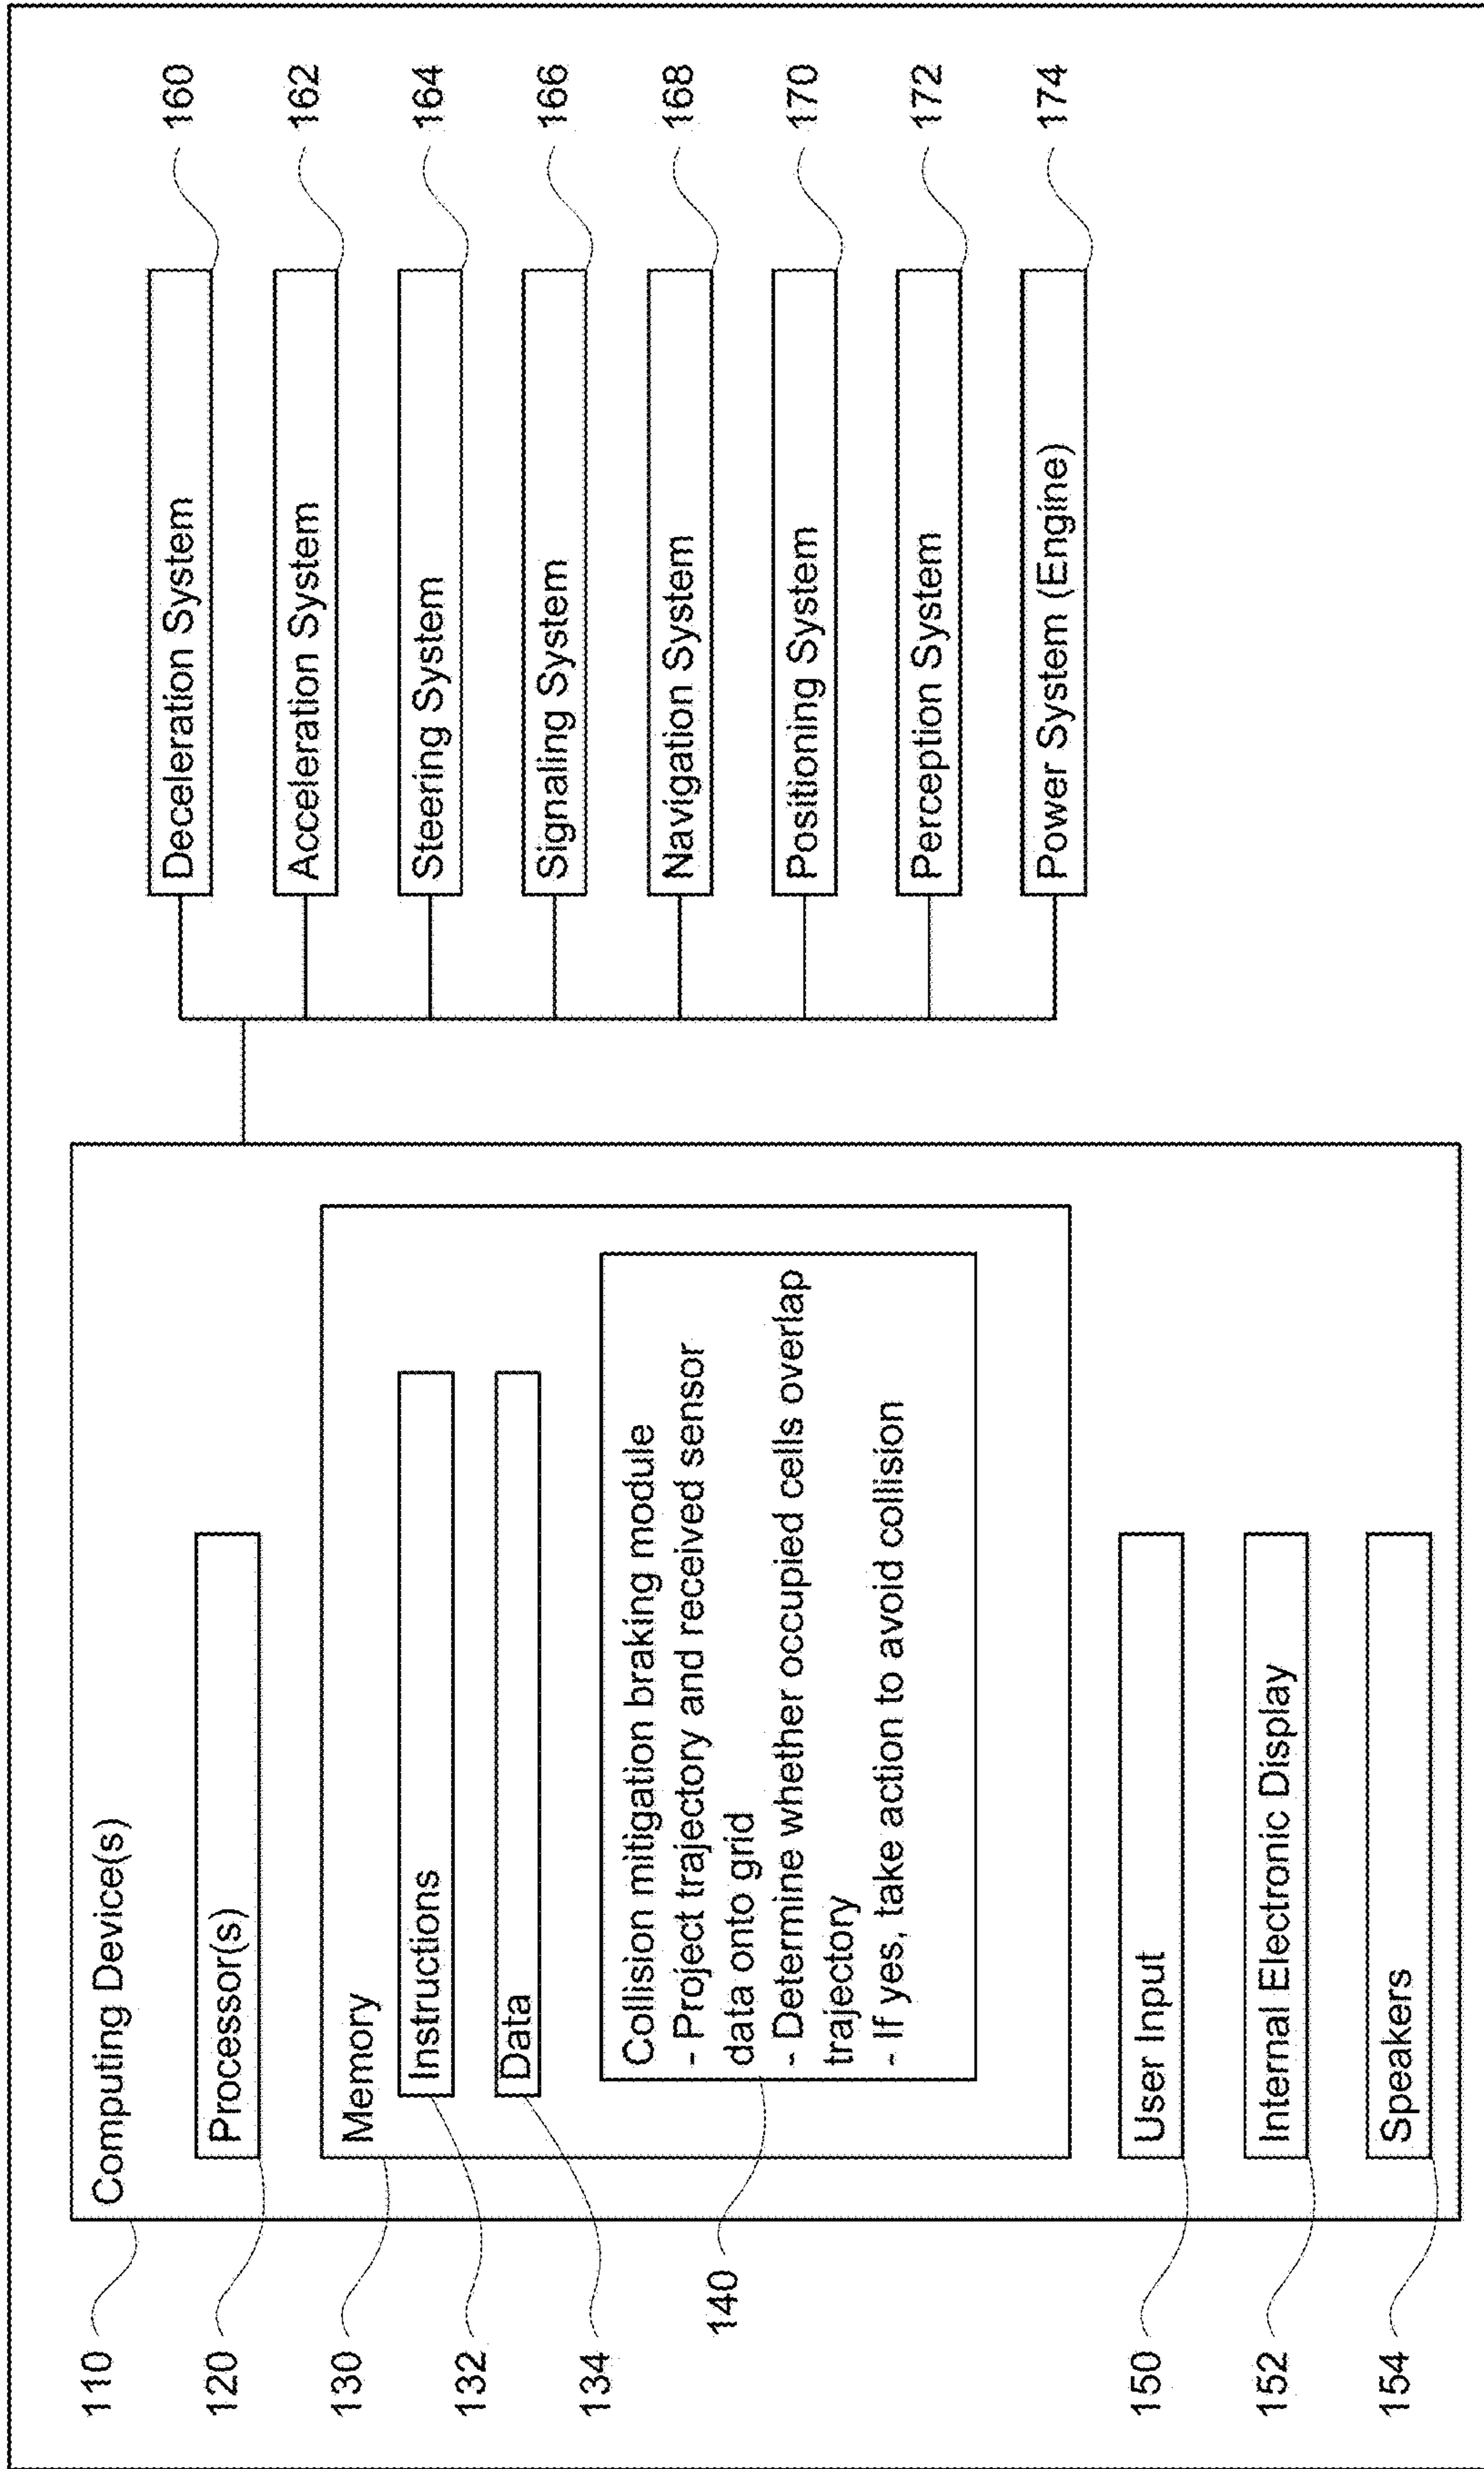 110
Computing Device(s)
120
Processor(s)
130
Memory
132
Instructions
134
Data
140
Collision mitigation braking module
- Project trajectory and received sensor
data onto grid
- Determine whether occupied cells overlap
trajectory
- If yes, take action to avoid collision
150
User Input
152
Internal Electronic Display
154
Speakers
Deceleration System
160
Acceleration System
162
Steering System
164
Signaling System
166
Navigation System
168
Positioning System
170
Perception System
172
Power System (Engine)
174